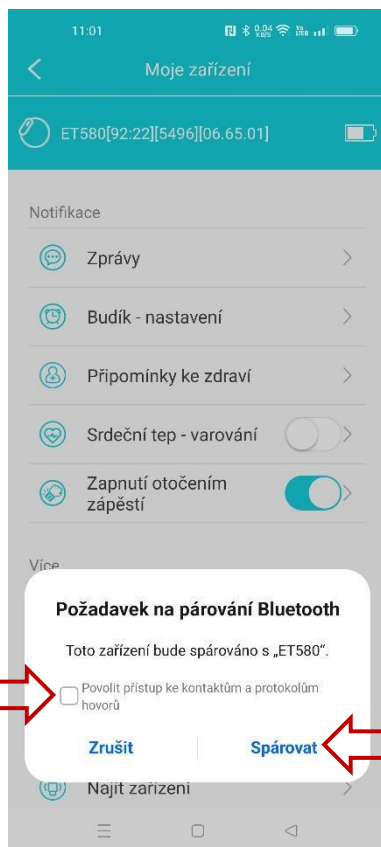 11:01 0.04 KB/S
Moje zařízení
ET580[92:22][5496][06.65.01]
Notifikace
Zprávy
Budík - nastavení
Připomínky ke zdraví
Srdeční tep - varování
Zapnutí otočením
zápěstí
Více
Požadavek na párování Bluetooth
Toto zařízení bude spárováno s „ET580“.
Povolit přístup ke kontaktům a protokolům
hovorů
Zrušit Spárovat
Najít zařízení